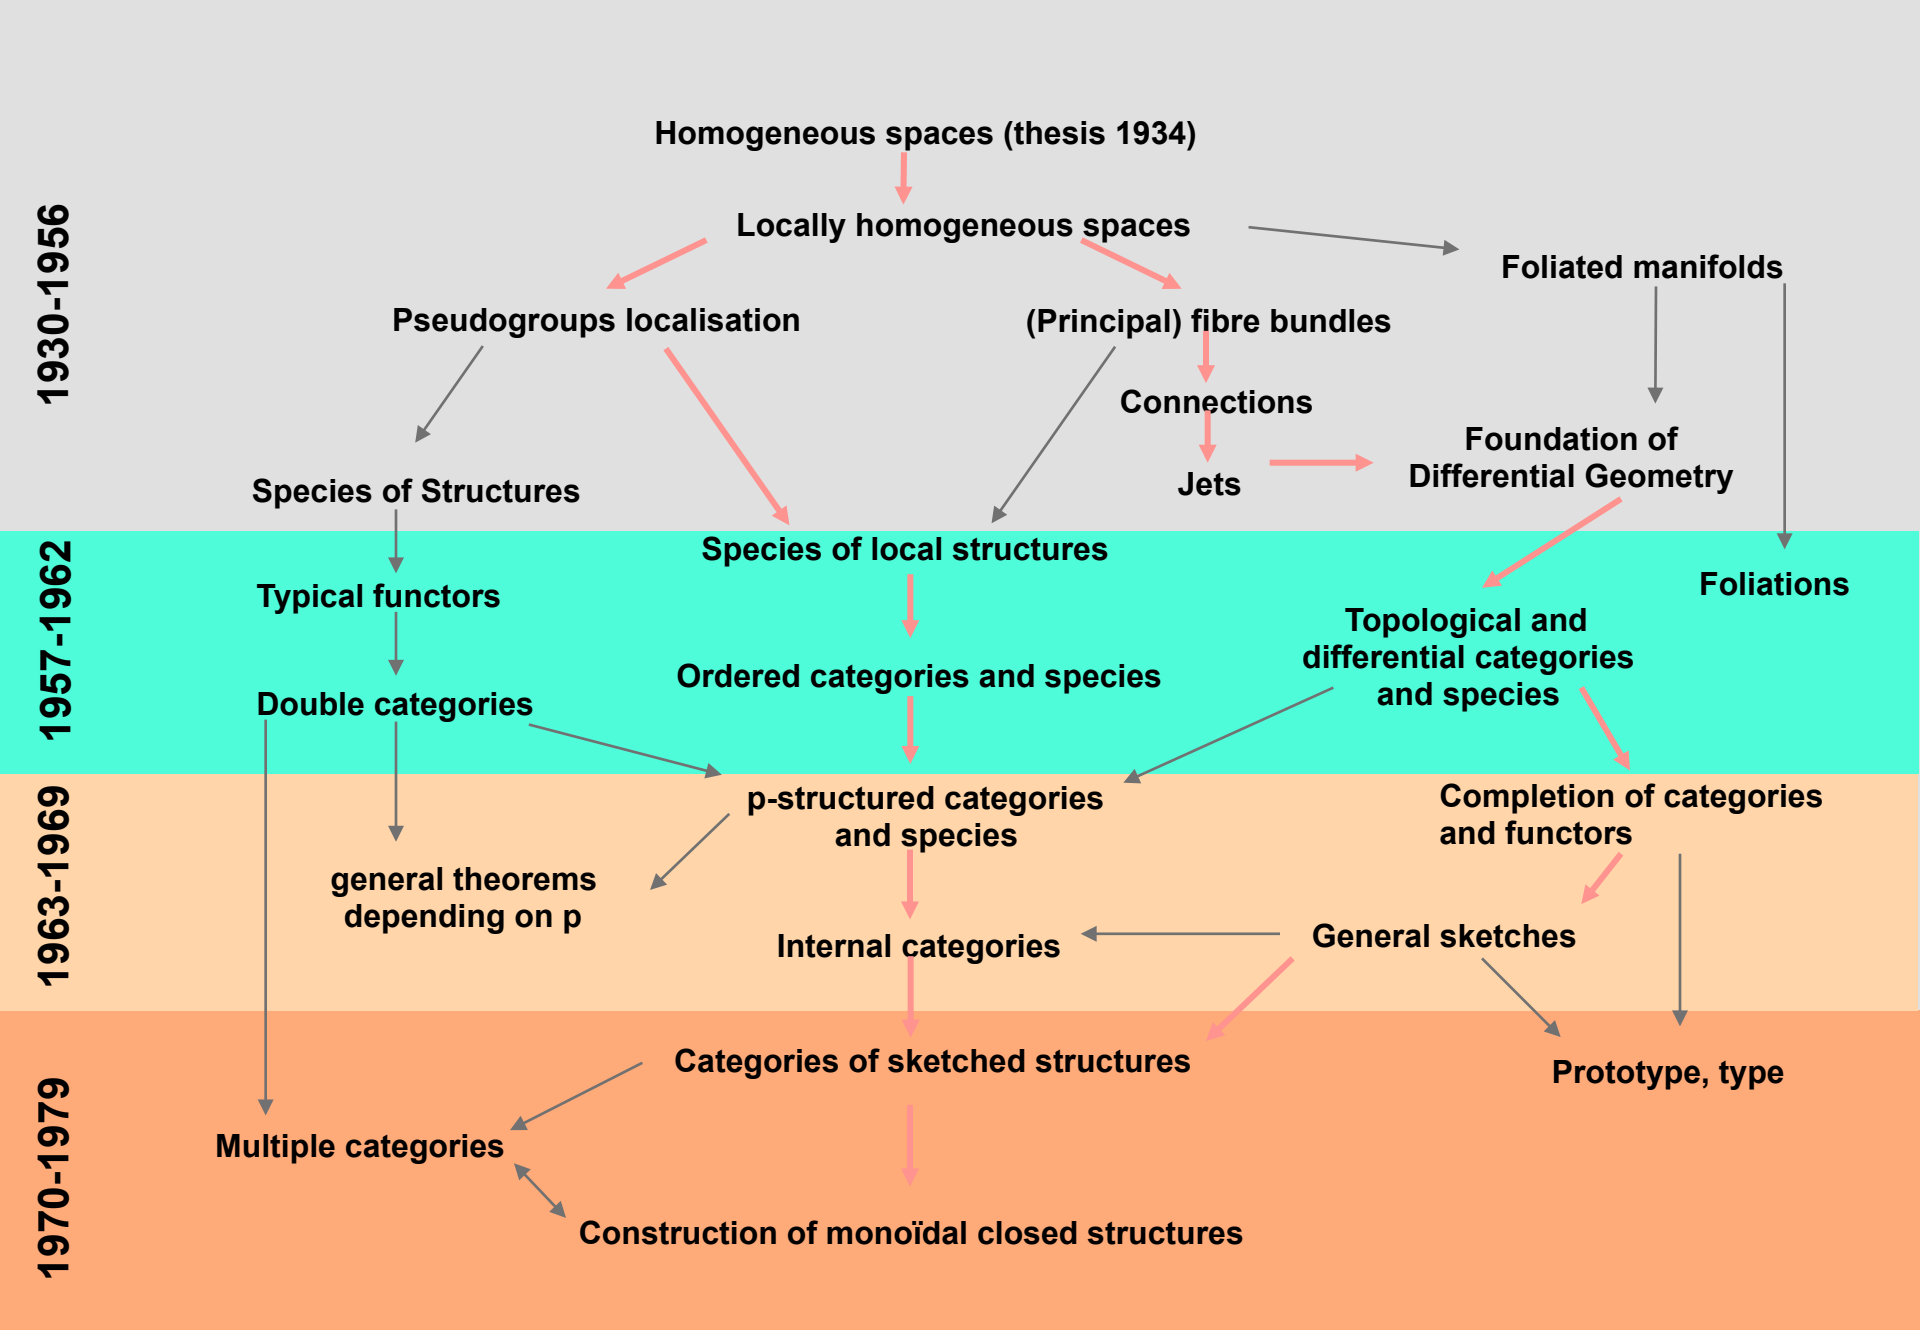 Homogeneous spaces (thesis 1934)
1930-1956
Locally homogeneous spaces
Foliated manifolds
Pseudogroups localisation
(Principal) fibre bundles
Connections
Foundation of
Differential Geometry
Jets
Species of Structures
1957-1962
Species of local structures
Foliations
Typical functors
Topological and
differential categories
and species
Ordered categories and species
Double categories
1963-1969
p-structured categories
and species
Completion of categories
and functors
general theorems
depending on p
Internal categories
General sketches
1970-1979
Categories of sketched structures
Prototype, type
Multiple categories
Construction of monoïdal closed structures